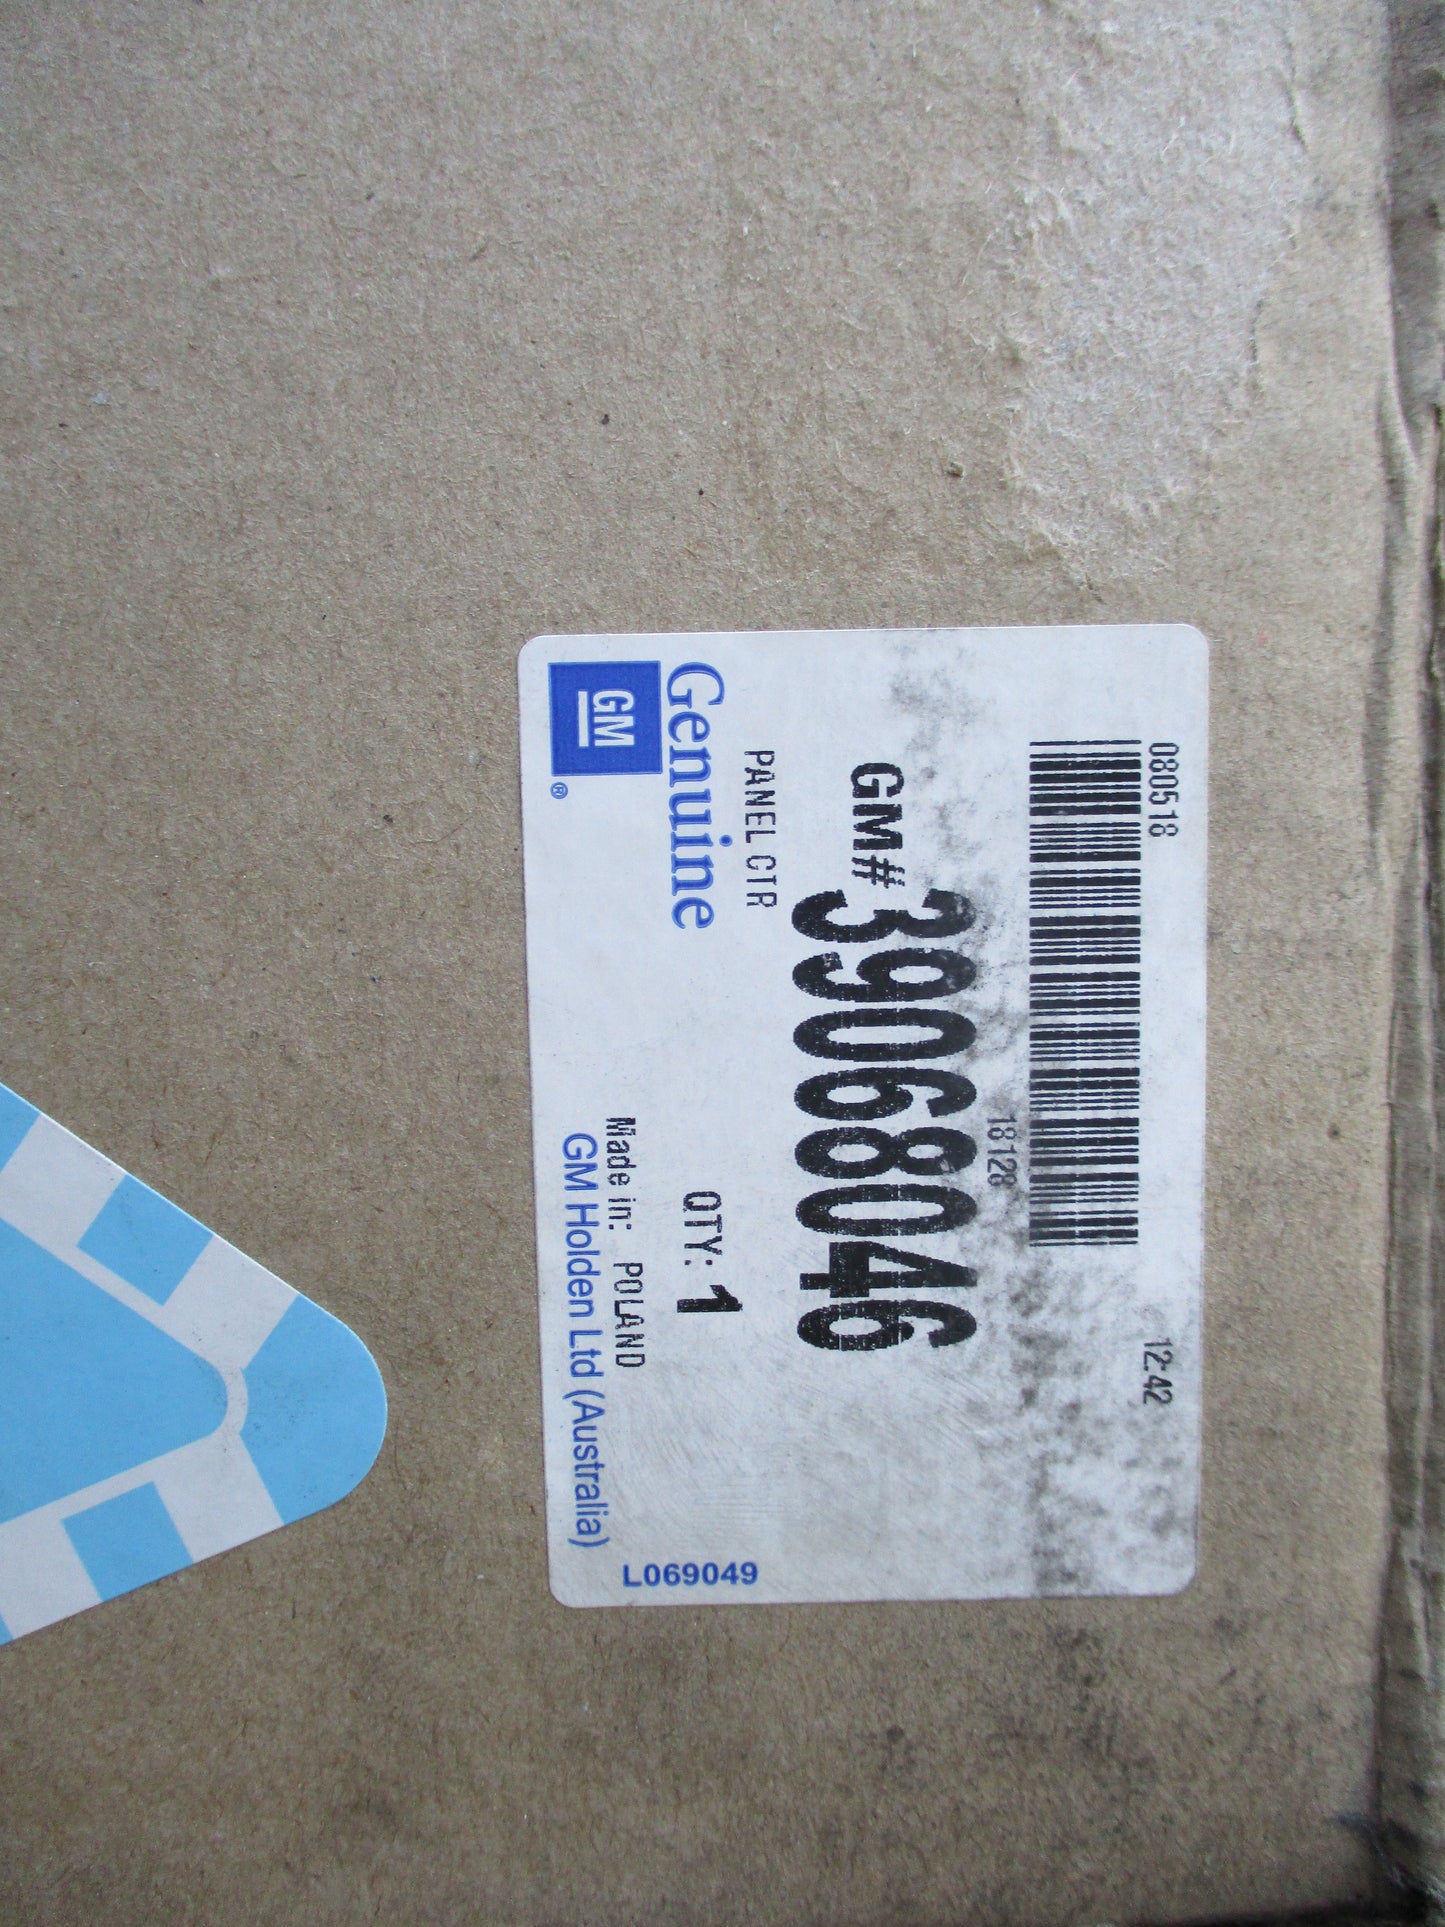 080518 12:42
18128
GM# 39068046
PANEL CTR
QTY: 1
Genuine
GM ®
Made in: POLAND
GM Holden Ltd (Australia)
L069049